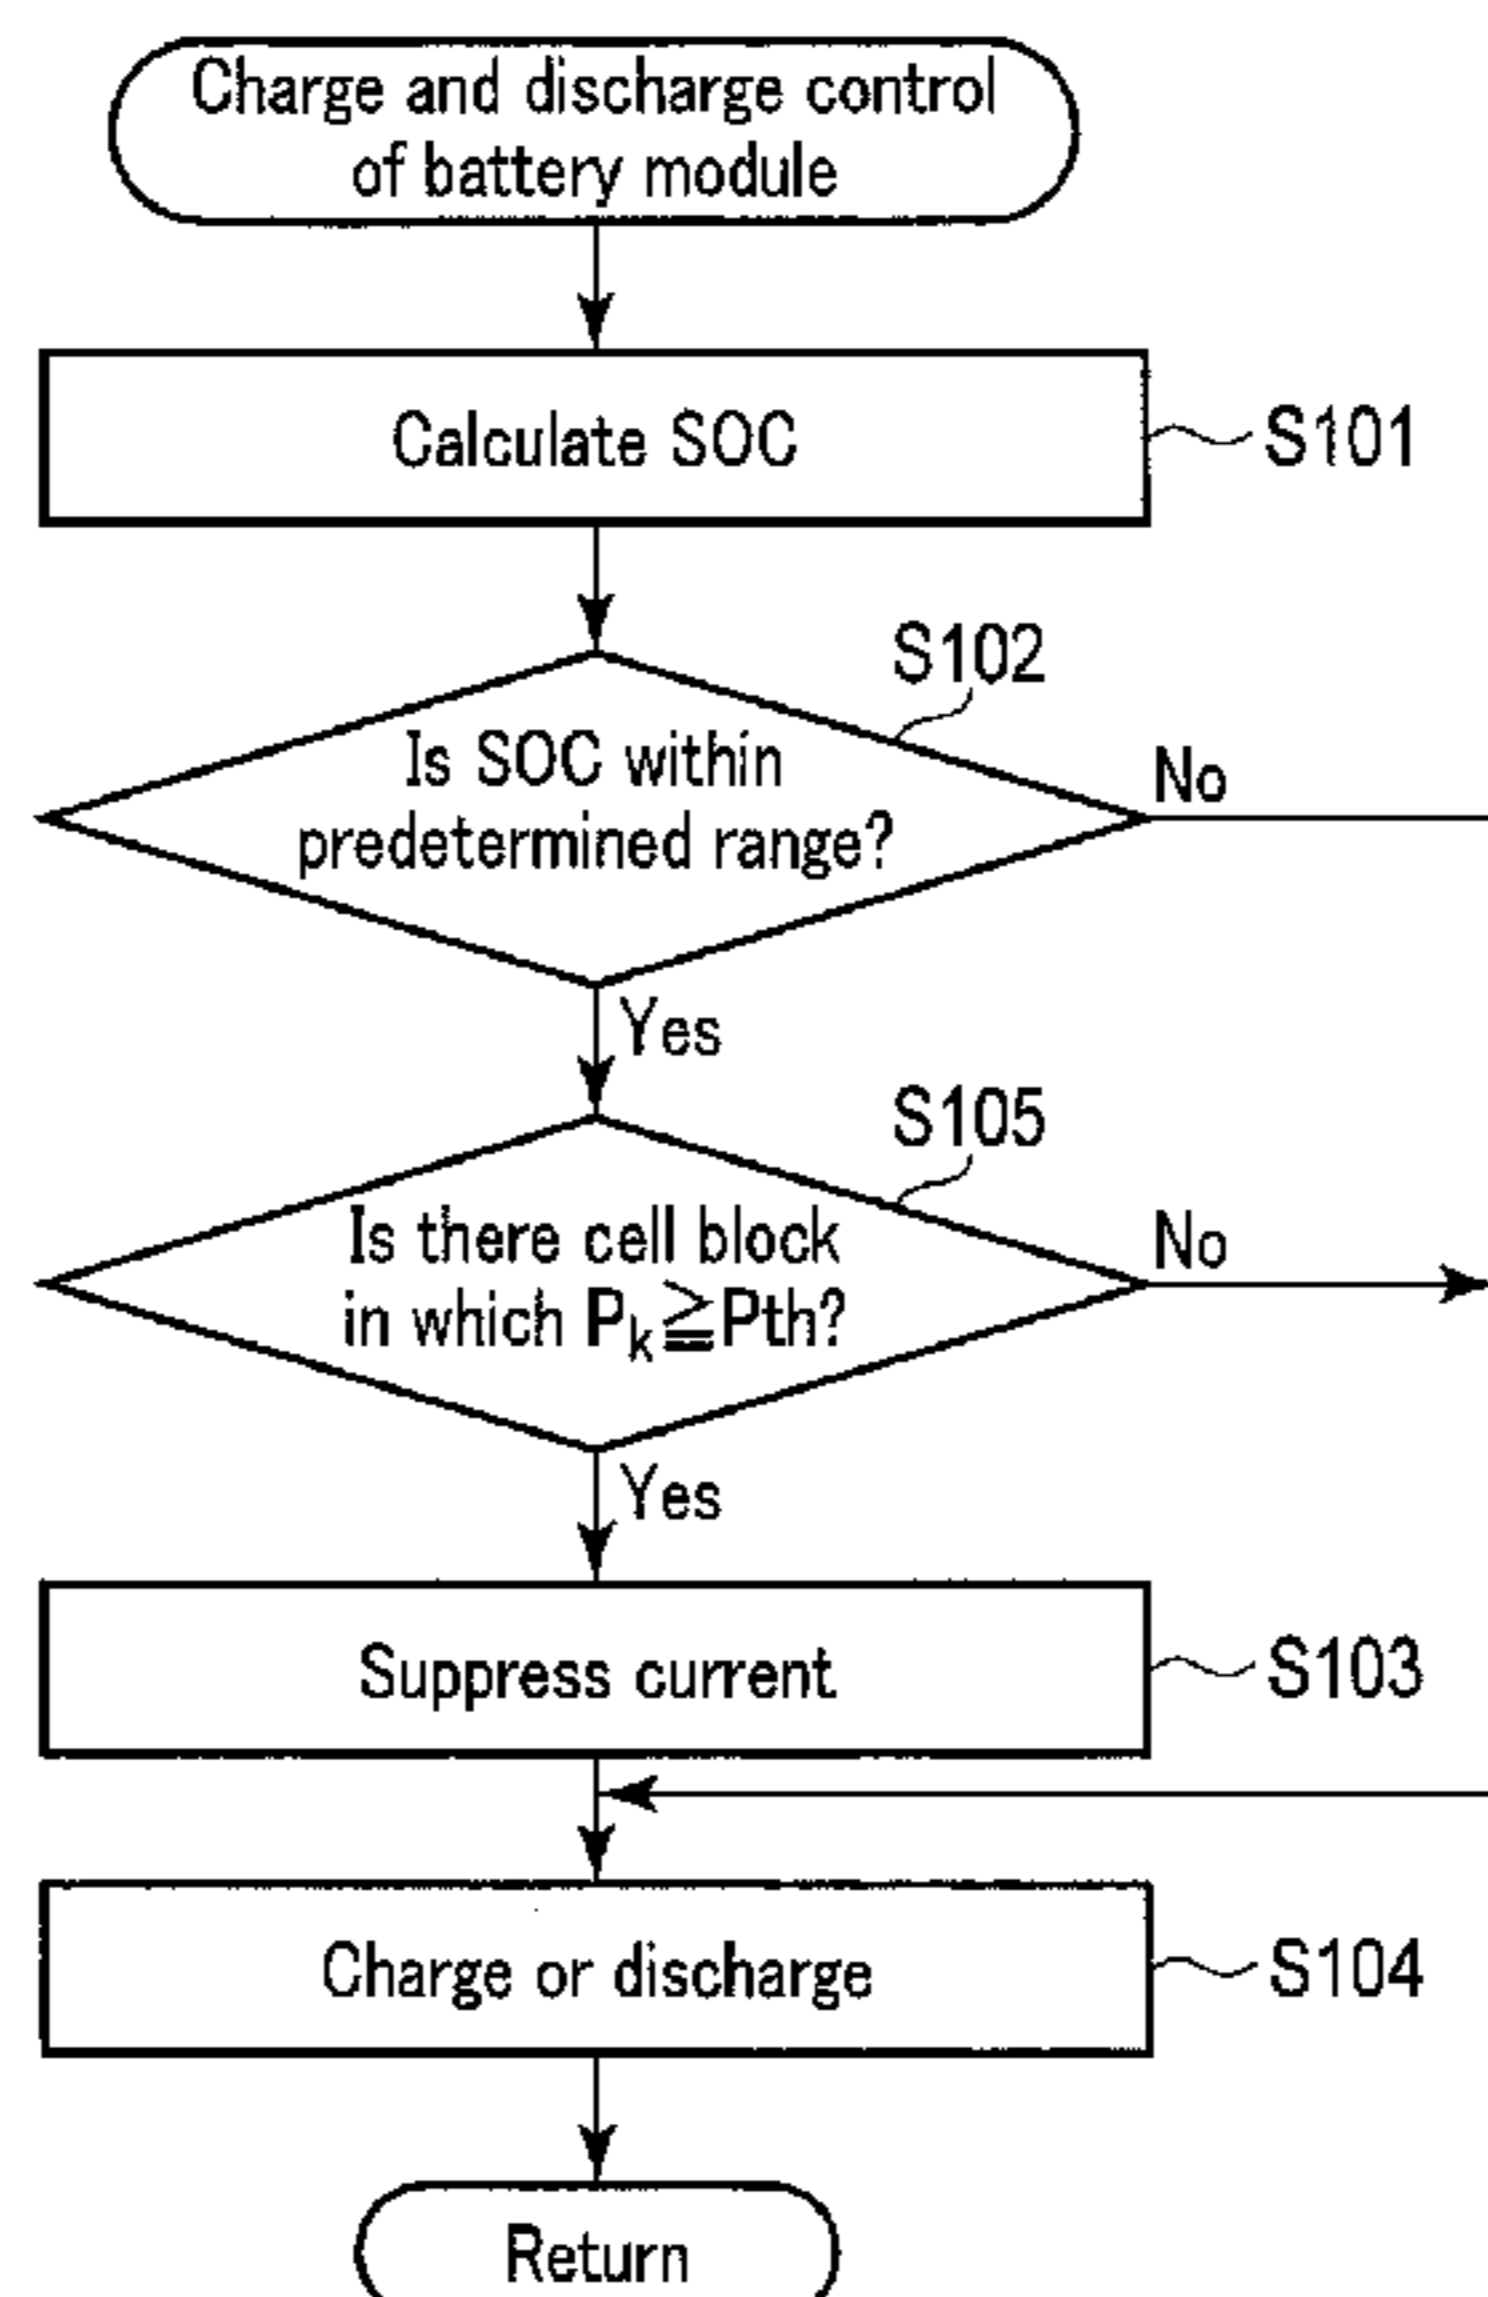 Charge and discharge control
of battery module
Calculate SOC
S101
S102
Is SOC within
predetermined range?
No
Yes
S105
Is there cell block
in which Pₖ≧Pth?
No
Yes
Suppress current
S103
Charge or discharge
S104
Return